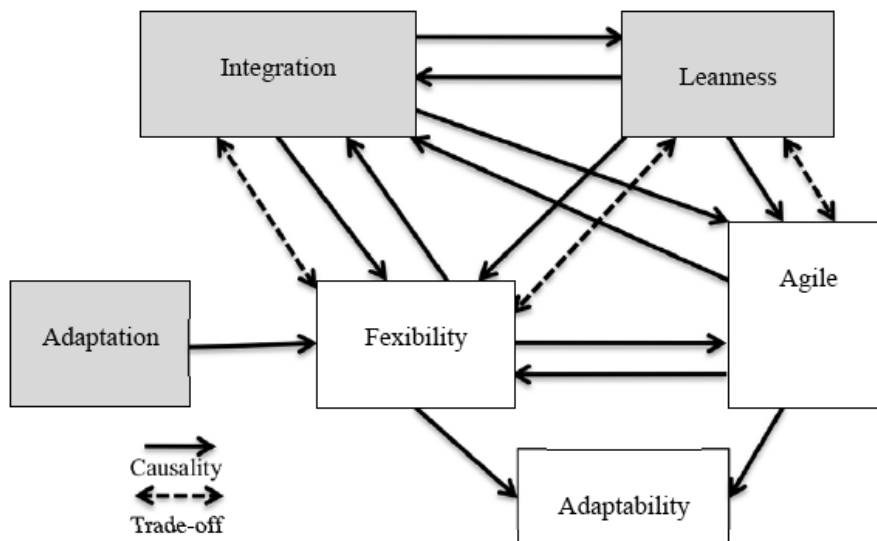 Integration
Leanness
Agile
Adaptation
Fexibility
Causality
Trade-off
Adaptability